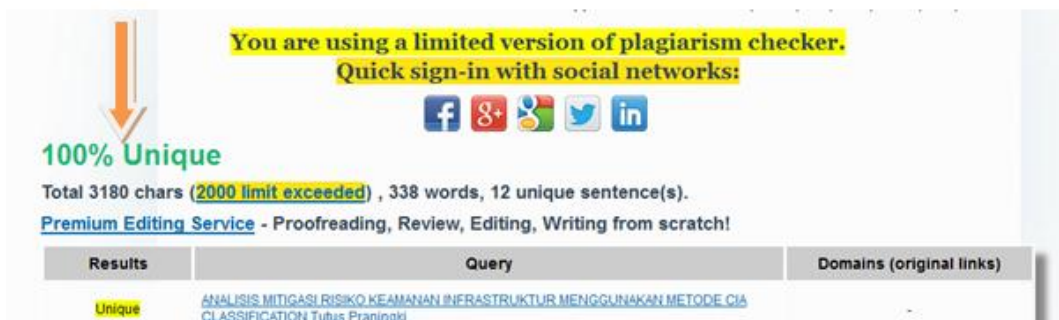 You are using a limited version of plagiarism checker.
Quick sign-in with social networks:
100% Unique
Total 3180 chars (2000 limit exceeded) , 338 words, 12 unique sentence(s).
Premium Editing Service - Proofreading, Review, Editing, Writing from scratch!
Results Query Domains (original links)
Unique ANALISIS MITIGASI RISIKO KEAMANAN INFRASTRUKTUR MENGGUNAKAN METODE CIA -
CLASSIFICATION Tutus Praningki